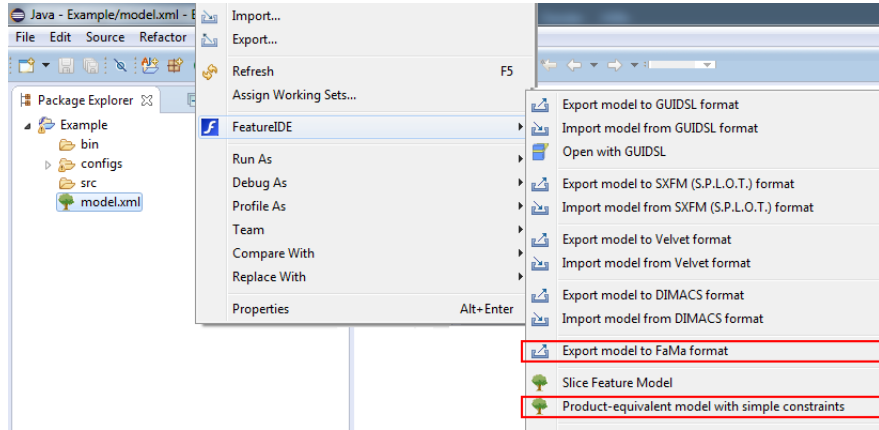 Java - Example/model.xml - E
File Edit Source Refactor
Package Explorer
Example
bin
configs
src
model.xml
Import...
Export...
Refresh F5
Assign Working Sets...
FeatureIDE
Run As
Debug As
Profile As
Team
Compare With
Replace With
Properties Alt+Enter
Export model to GUIDSL format
Import model from GUIDSL format
Open with GUIDSL
Export model to SXFM (S.P.L.O.T.) format
Import model from SXFM (S.P.L.O.T.) format
Export model to Velvet format
Import model from Velvet format
Export model to DIMACS format
Import model from DIMACS format
Export model to FaMa format
Slice Feature Model
Product-equivalent model with simple constraints